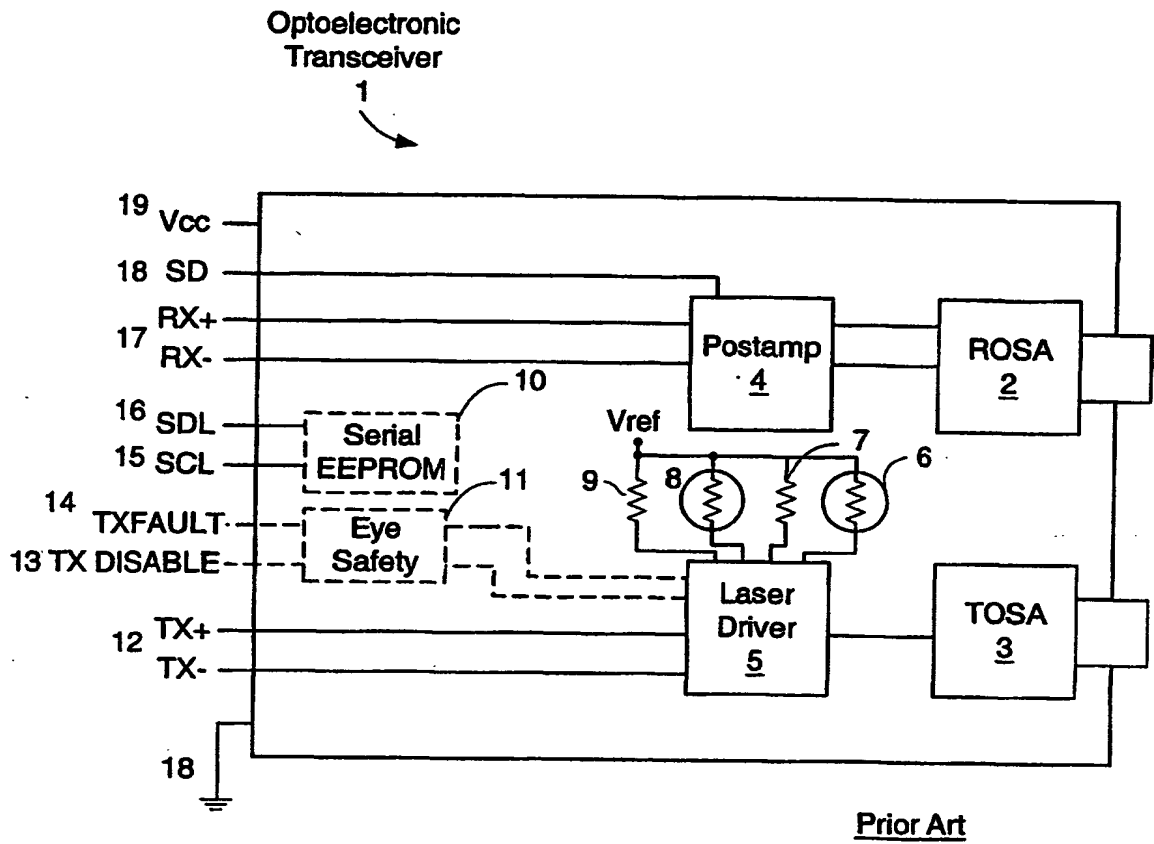 Optoelectronic
Transceiver
1
19 Vcc
18 SD
RX+
17
RX-
Postamp
4
ROSA
2
10
16 SDL
15 SCL
Serial
EEPROM
Vref
7
6
8
9
11
14
TXFAULT
13 TX DISABLE
Eye
Safety
Laser
Driver
5
TOSA
3
12 TX+
TX-
18
Prior Art